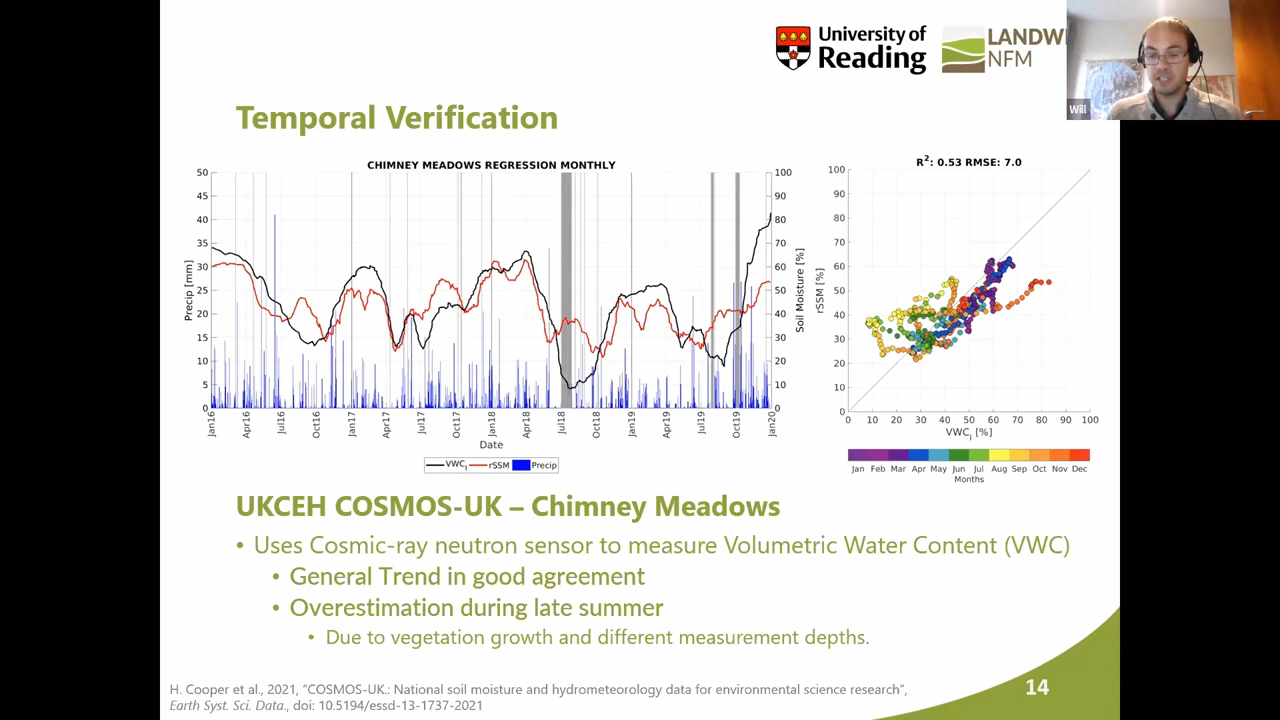 University of
Reading
LANDWI
NFM
Will
Temporal Verification
CHIMNEY MEADOWS REGRESSION MONTHLY
50
45
40
35
30
25
20
15
10
5
0
Precip [mm]
100
90
80
70
60
50
40
30
20
10
0
Soil Moisture [%]
Jan16
Apr16
Jul16
Oct16
Jan17
Apr17
Jul17
Oct17
Jan18
Apr18
Jul18
Oct18
Jan19
Apr19
Jul19
Oct19
Jan20
Date
VWCI rSSM Precip
R2: 0.53 RMSE: 7.0
100
90
80
70
60
50
40
30
20
10
0
rSSM [%]
0 10 20 30 40 50 60 70 80 90 100
VWCI [%]
Jan Feb Mar Apr May Jun Jul Aug Sep Oct Nov Dec
Months
UKCEH COSMOS-UK – Chimney Meadows
• Uses Cosmic-ray neutron sensor to measure Volumetric Water Content (VWC)
• General Trend in good agreement
• Overestimation during late summer
• Due to vegetation growth and different measurement depths.
H. Cooper et al., 2021, “COSMOS-UK.: National soil moisture and hydrometeorology data for environmental science research”,
Earth Syst. Sci. Data., doi: 10.5194/essd-13-1737-2021
14